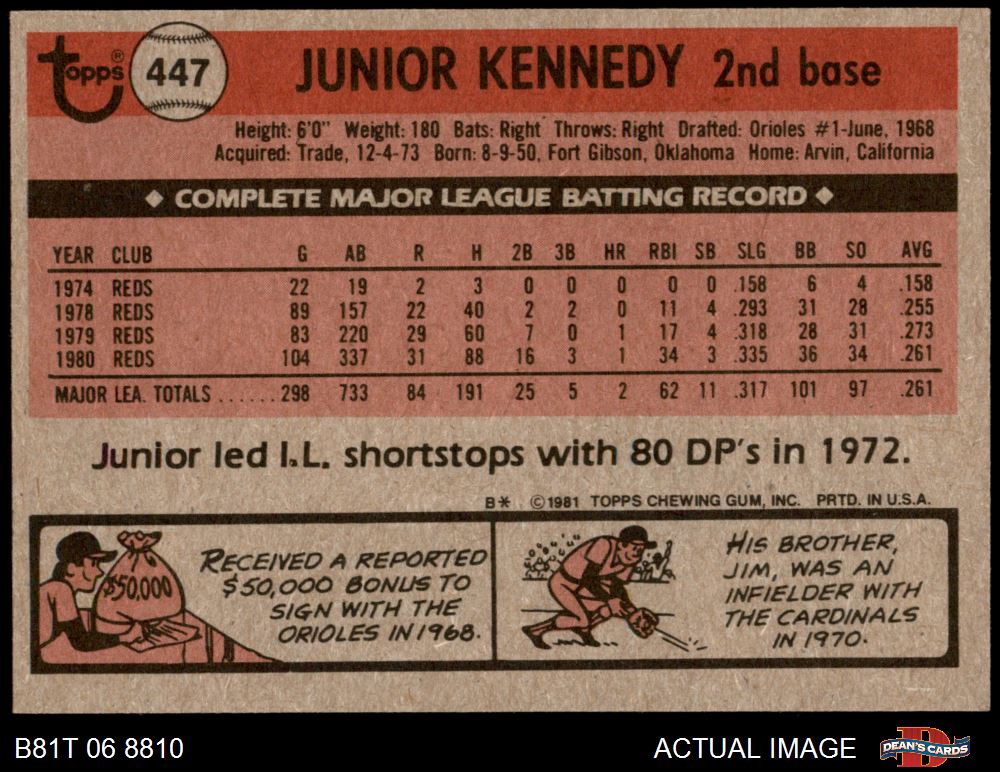 Topps® 447 JUNIOR KENNEDY 2nd base
Height: 6'0" Weight: 180 Bats: Right Throws: Right Drafted: Orioles #1-June, 1968
Acquired: Trade, 12-4-73 Born: 8-9-50, Fort Gibson, Oklahoma Home: Arvin, California
◆ COMPLETE MAJOR LEAGUE BATTING RECORD ◆
YEAR CLUB G AB R H 2B 3B HR RBI SB SLG BB SO AVG
1974 REDS 22 19 2 3 0 0 0 0 0 .158 6 4 .158
1978 REDS 89 157 22 40 2 2 0 11 4 .293 31 28 .255
1979 REDS 83 220 29 60 7 0 1 17 4 .318 28 31 .273
1980 REDS 104 337 31 88 16 3 1 34 3 .335 36 34 .261
MAJOR LEA. TOTALS ...... 298 733 84 191 25 5 2 62 11 .317 101 97 .261
Junior led I.L. shortstops with 80 DP's in 1972.
B* ©1981 TOPPS CHEWING GUM, INC. PRTD. IN U.S.A.
$50,000
RECEIVED A REPORTED
$50,000 BONUS TO
SIGN WITH THE
ORIOLES IN 1968.
HIS BROTHER,
JIM, WAS AN
INFIELDER WITH
THE CARDINALS
IN 1970.
B81T 06 8810 ACTUAL IMAGE DEAN'S CARDS